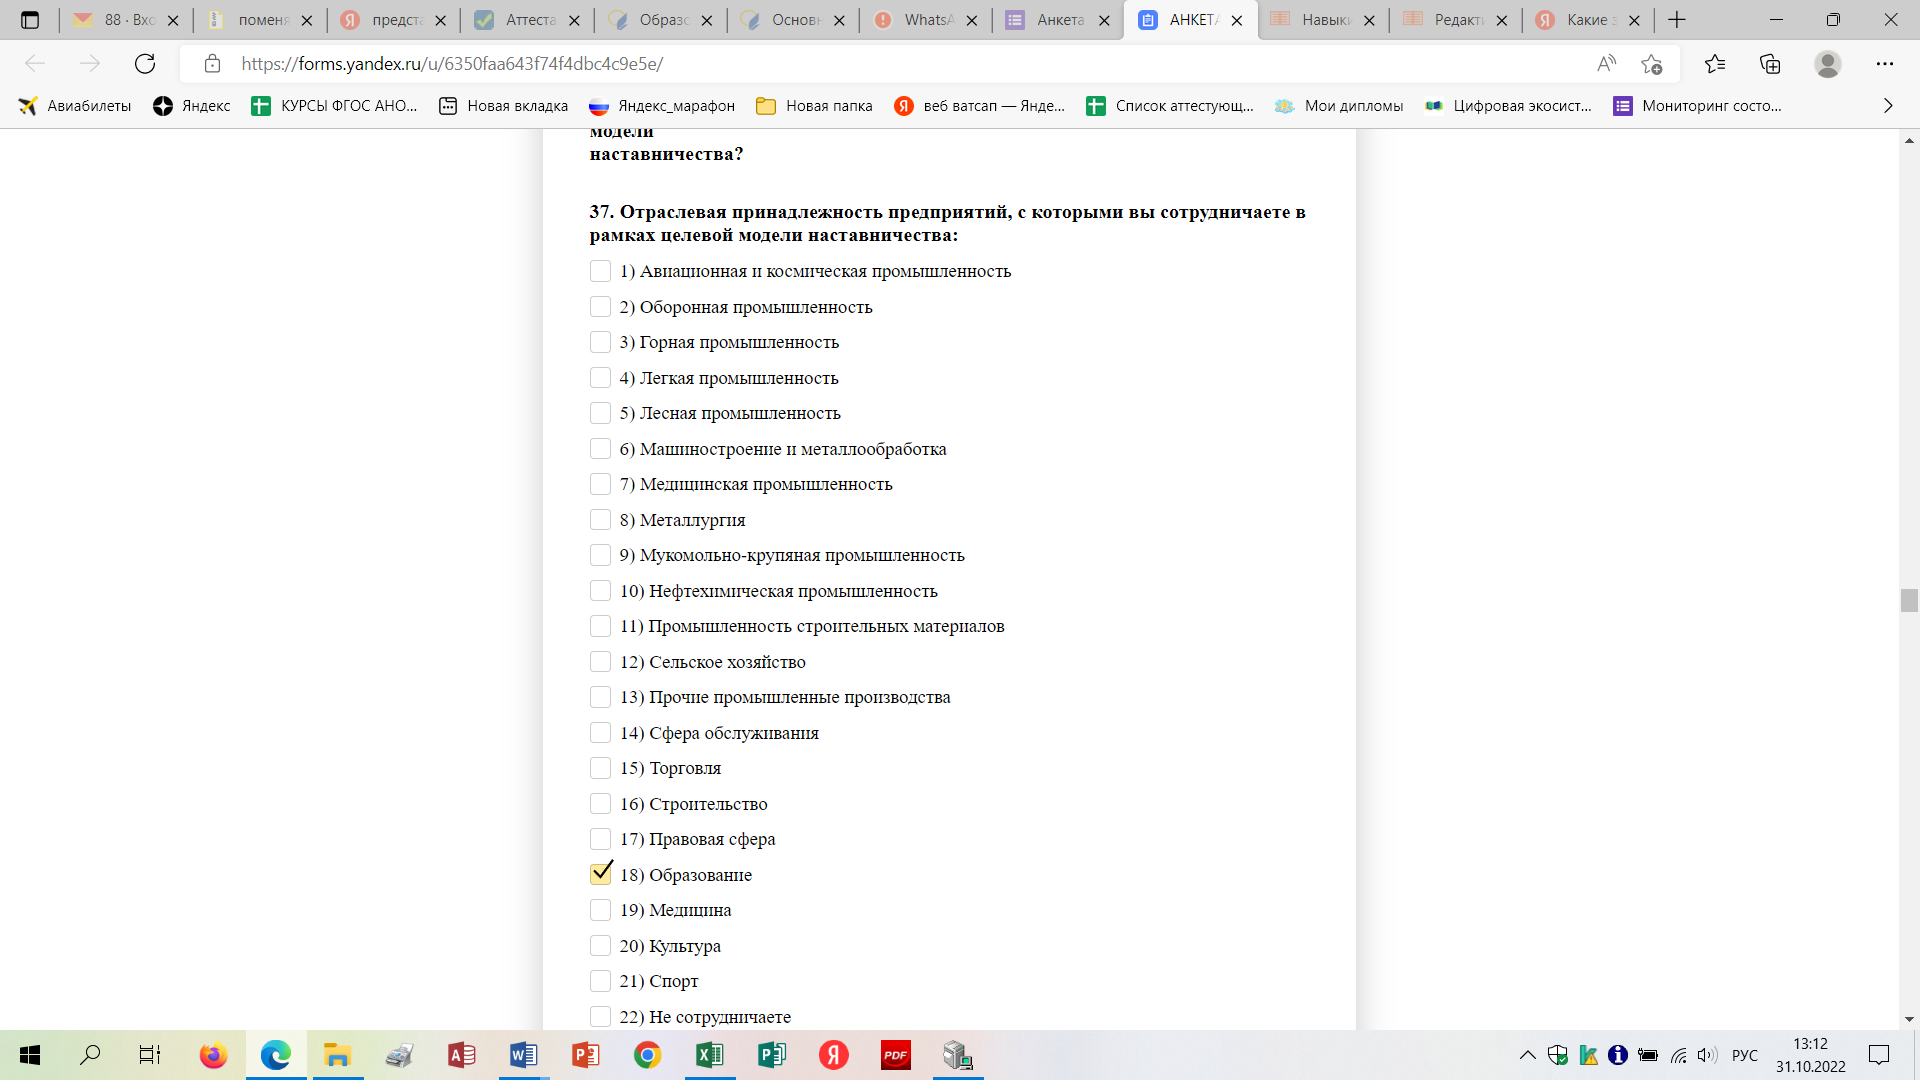 88 · Вхо
поменя
предста
Аттеста
Образо
Основн
WhatsA
Анкета
АНКЕТА
Навыки
Редакти
Какие з
https://forms.yandex.ru/u/6350faa643f74f4dbc4c9e5e/
Авиабилеты
Яндекс
КУРСЫ ФГОС АНО...
Новая вкладка
Яндекс_марафон
Новая папка
веб ватсап — Янде...
Список аттестующ...
Мои дипломы
Цифровая экосист...
Мониторинг состо...
модели
наставничества?
37. Отраслевая принадлежность предприятий, с которыми вы сотрудничаете в
рамках целевой модели наставничества:
1) Авиационная и космическая промышленность
2) Оборонная промышленность
3) Горная промышленность
4) Легкая промышленность
5) Лесная промышленность
6) Машиностроение и металлообработка
7) Медицинская промышленность
8) Металлургия
9) Мукомольно-крупяная промышленность
10) Нефтехимическая промышленность
11) Промышленность строительных материалов
12) Сельское хозяйство
13) Прочие промышленные производства
14) Сфера обслуживания
15) Торговля
16) Строительство
17) Правовая сфера
18) Образование
19) Медицина
20) Культура
21) Спорт
22) Не сотрудничаете
PDF
РУС
13:12
31.10.2022